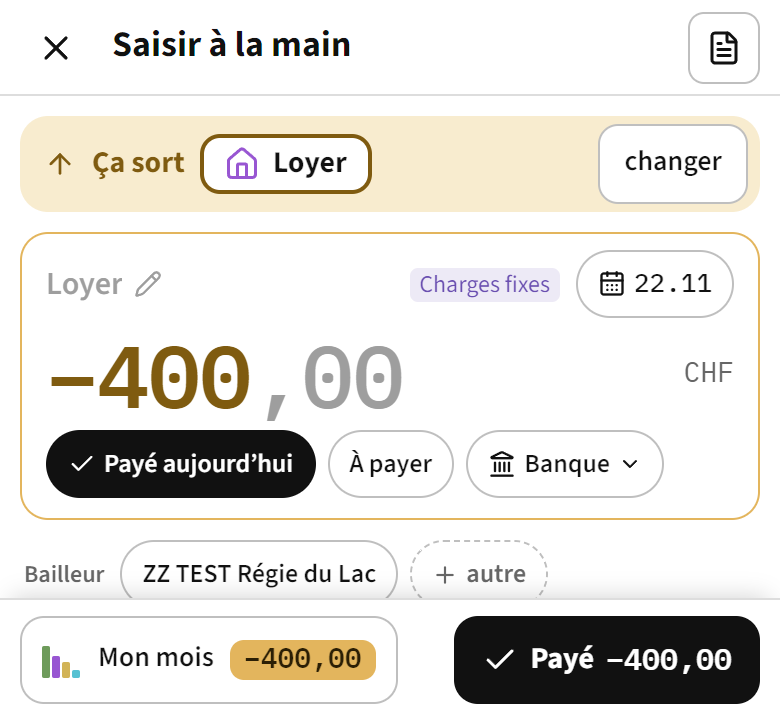 Saisir à la main
Ça sort Loyer changer
Loyer Charges fixes 22.11
−400,00 CHF
Payé aujourd’hui À payer Banque
Bailleur ZZ TEST Régie du Lac + autre
Mon mois −400,00 Payé −400,00